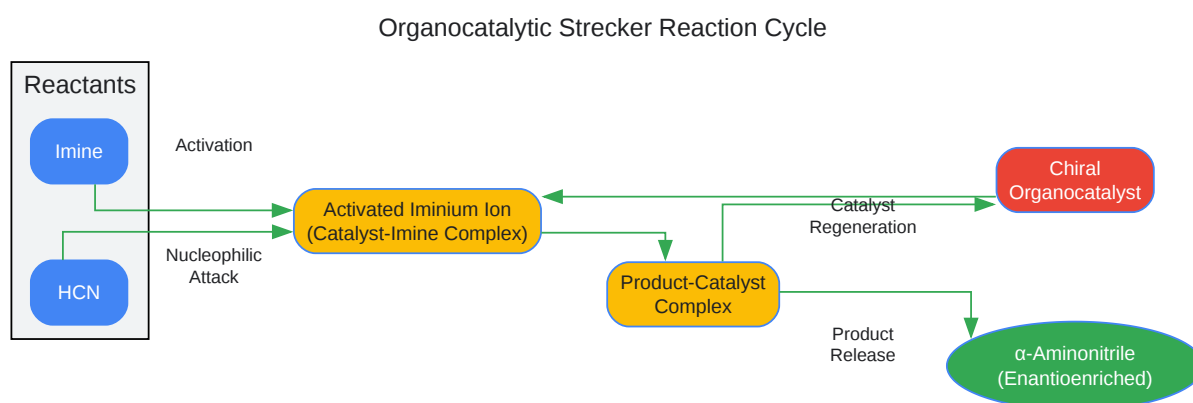 Organocatalytic Strecker Reaction Cycle
Reactants
Imine
Activation
Chiral
Organocatalyst
Activated Iminium Ion
(Catalyst-Imine Complex)
Catalyst
Regeneration
Nucleophilic
Attack
HCN
Product-Catalyst
Complex
Product
Release
α-Aminonitrile
(Enantioenriched)